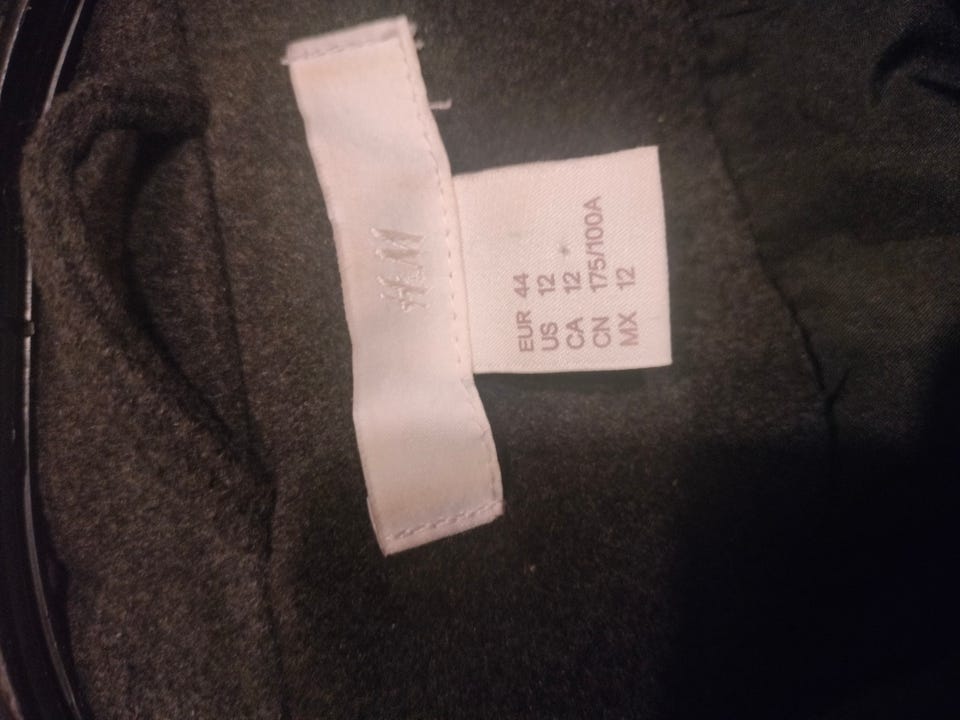 H&M
EUR 44
US 12
CA 12 *
CN 175/100A
MX 12